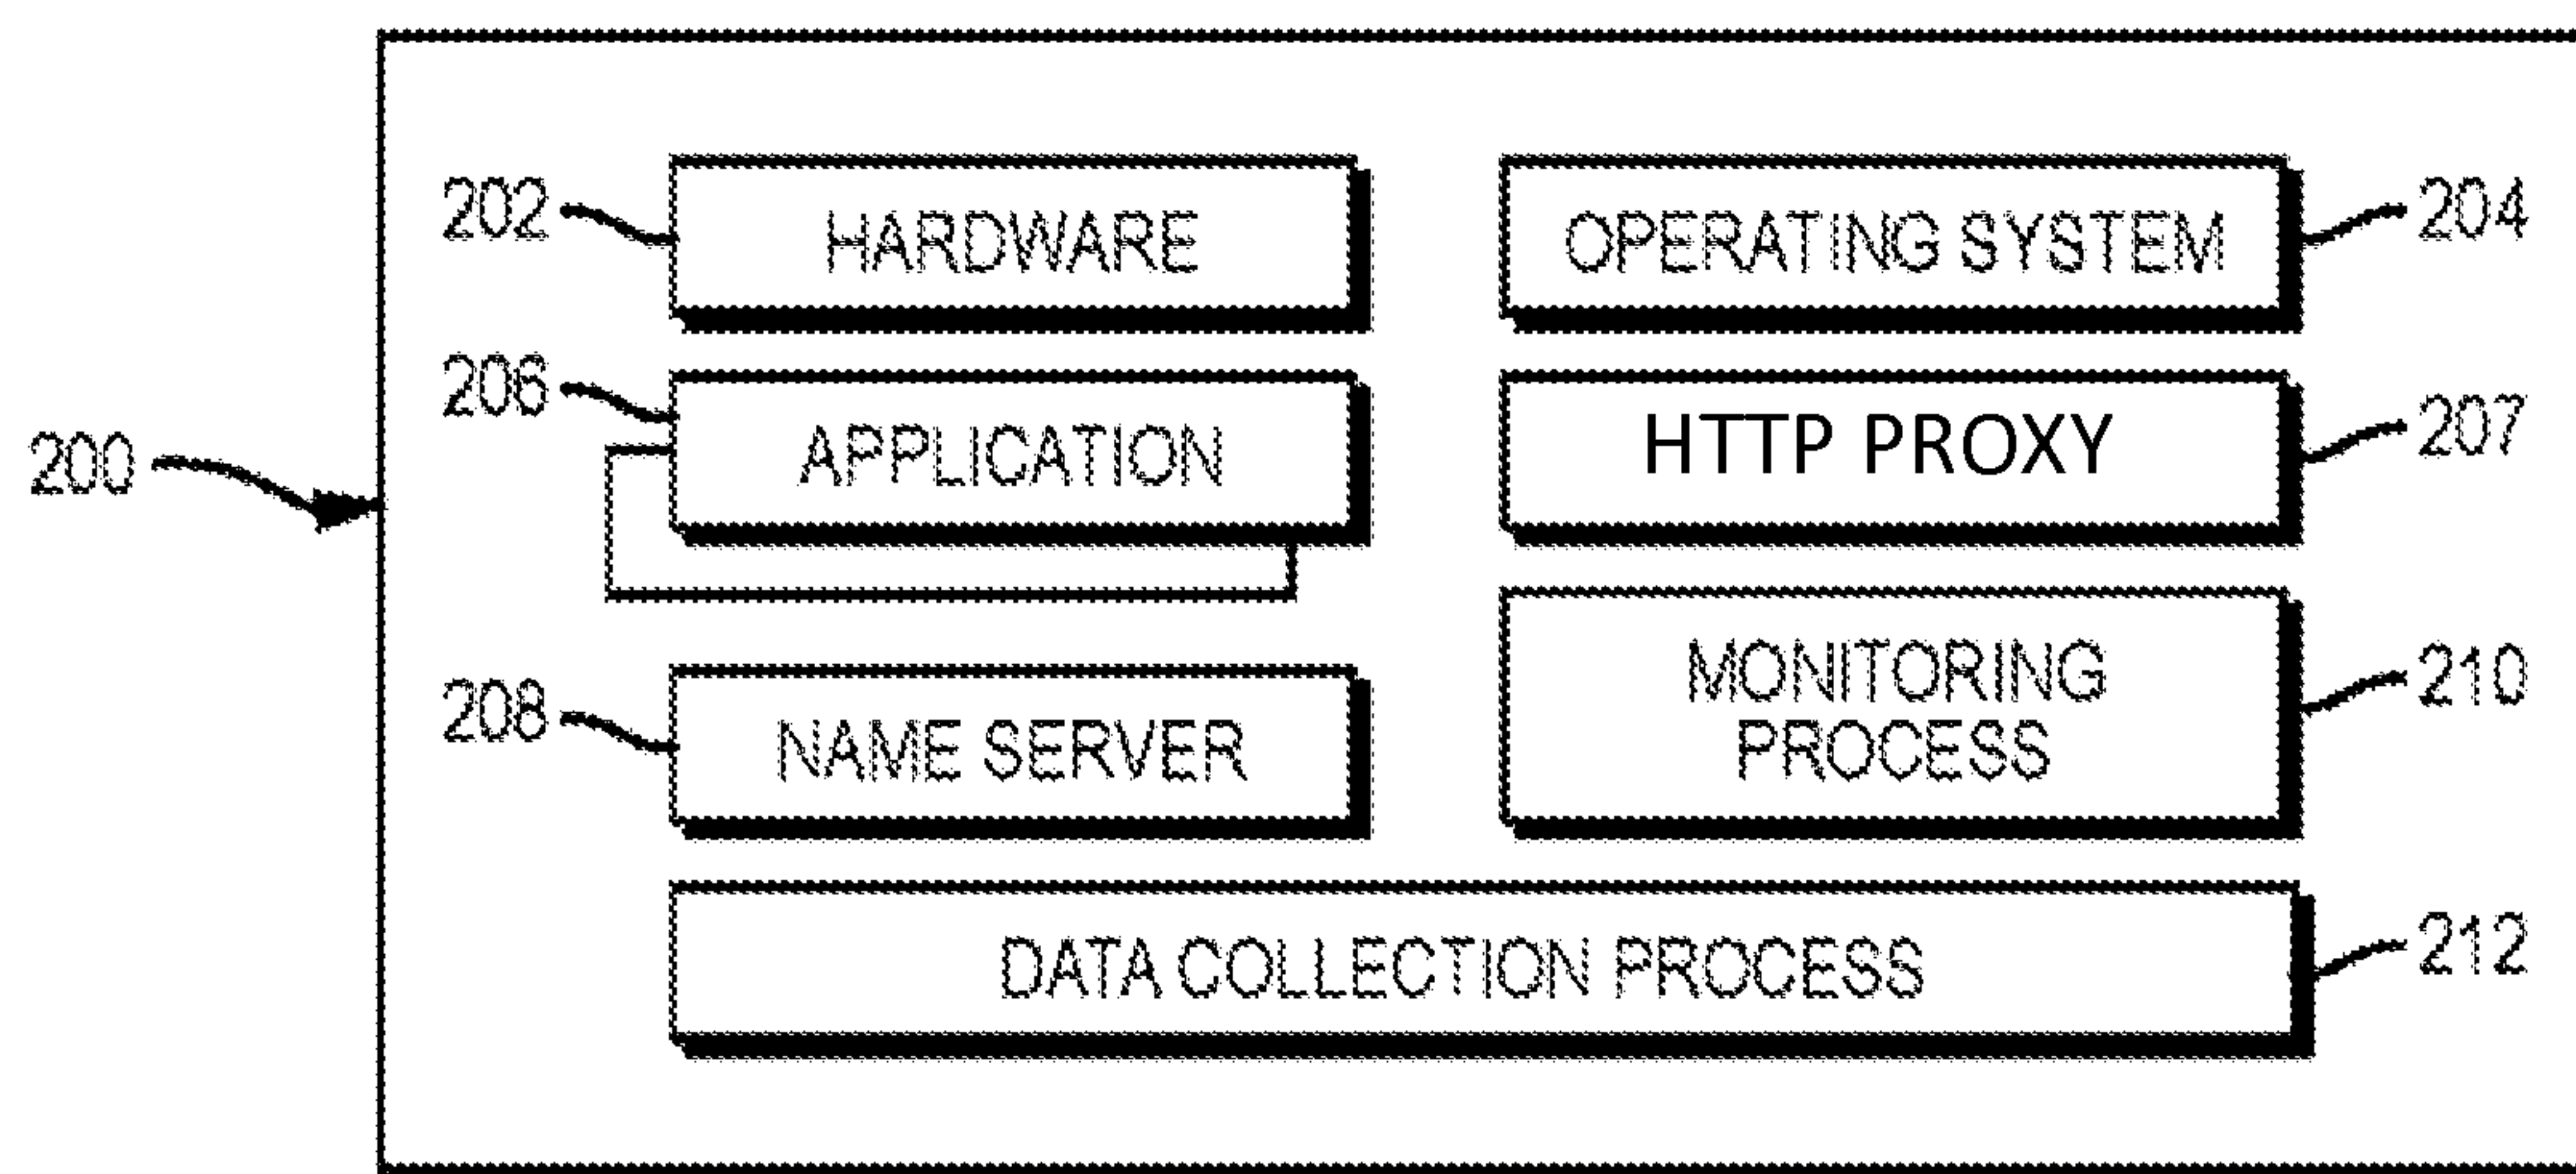 202 HARDWARE
OPERATING SYSTEM 204
206 APPLICATION
HTTP PROXY 207
200
208 NAME SERVER
MONITORING
PROCESS 210
DATA COLLECTION PROCESS 212